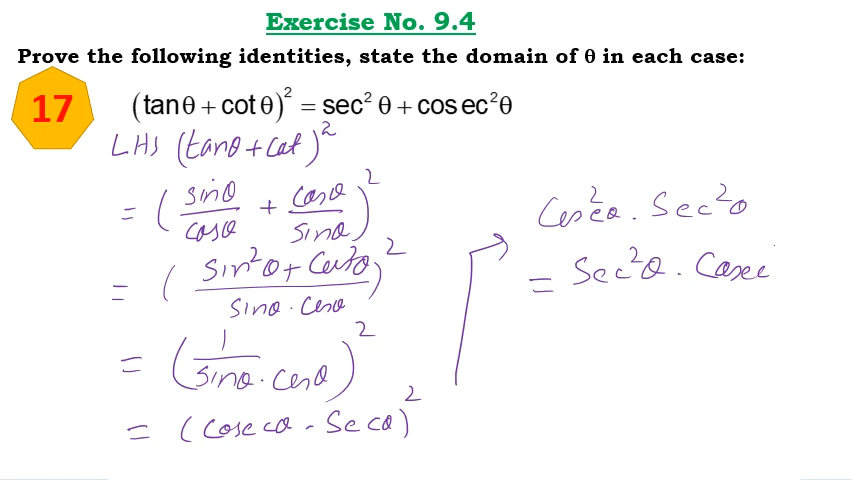 Exercise No. 9.4
Prove the following identities, state the domain of θ in each case:
17
(tanθ + cotθ)² = sec² θ + cosec²θ
LHS (tanθ + cot)²
= (sinθ/cosθ + cosθ/sinθ)²
= (sin²θ + cos²θ / sinθ . cosθ)²
= (1 / sinθ . cosθ)²
= (cosecθ - secθ)²
Cosec²θ . Sec²θ
= Sec²θ . Cosec